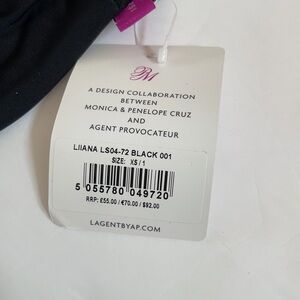 A DESIGN COLLABORATION
BETWEEN
MONICA & PENELOPE CRUZ
AND
AGENT PROVOCATEUR
LIIANA LS04-72 BLACK 001
SIZE: XS / 1
5 055780 049720
RRP: £55.00 / €70.00 / $92.00
LAGENTBYAP.COM